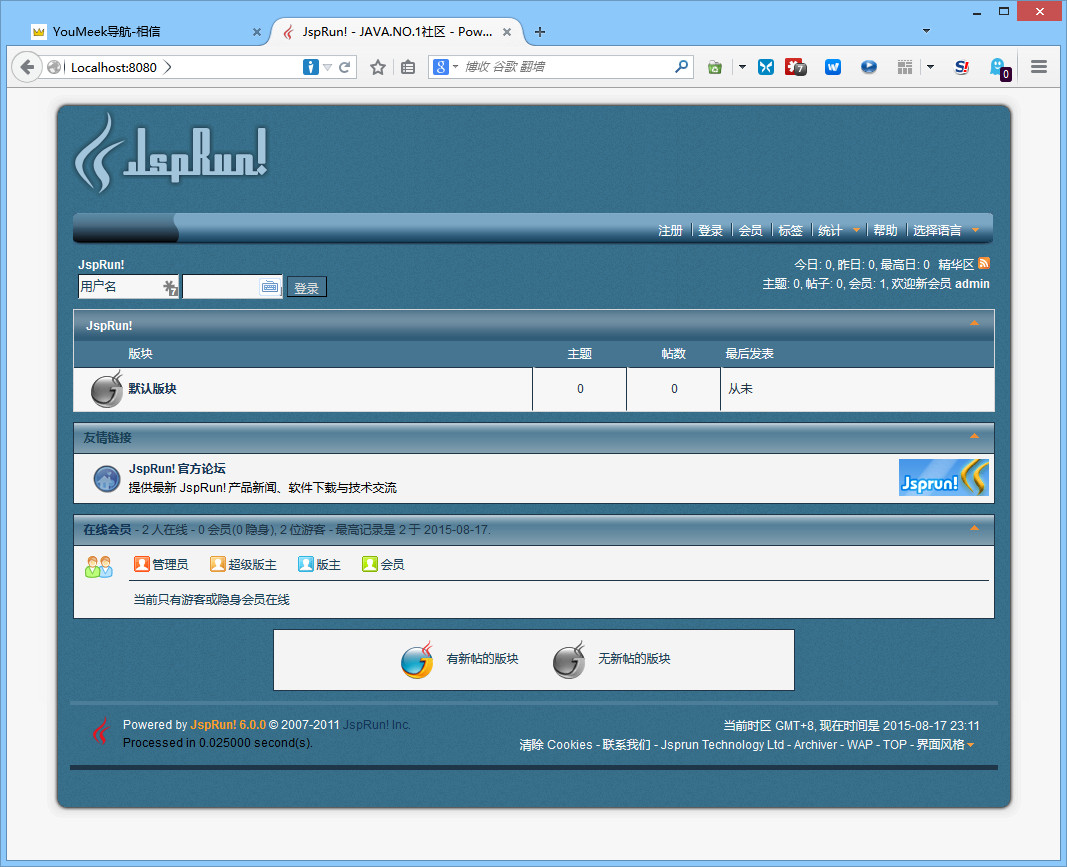 YouMeek导航-相信
JspRun! - JAVA.NO.1社区 - Pow...
Localhost:8080
博收 谷歌 翻墙
7
0
JspRun!
注册 登录 会员 标签 统计 帮助 选择语言
JspRun!
今日: 0, 昨日: 0, 最高日: 0 精华区
用户名 登录
主题: 0, 帖子: 0, 会员: 1, 欢迎新会员 admin
JspRun!
版块 主题 帖数 最后发表
默认版块 0 0 从未
友情链接
JspRun! 官方论坛
提供最新 JspRun! 产品新闻、软件下载与技术交流
Jsprun!
在线会员 - 2 人在线 - 0 会员(0 隐身), 2 位游客 - 最高记录是 2 于 2015-08-17.
管理员 超级版主 版主 会员
当前只有游客或隐身会员在线
有新帖的版块 无新帖的版块
Powered by JspRun! 6.0.0 © 2007-2011 JspRun! Inc.
当前时区 GMT+8, 现在时间是 2015-08-17 23:11
Processed in 0.025000 second(s).
清除 Cookies - 联系我们 - Jsprun Technology Ltd - Archiver - WAP - TOP - 界面风格